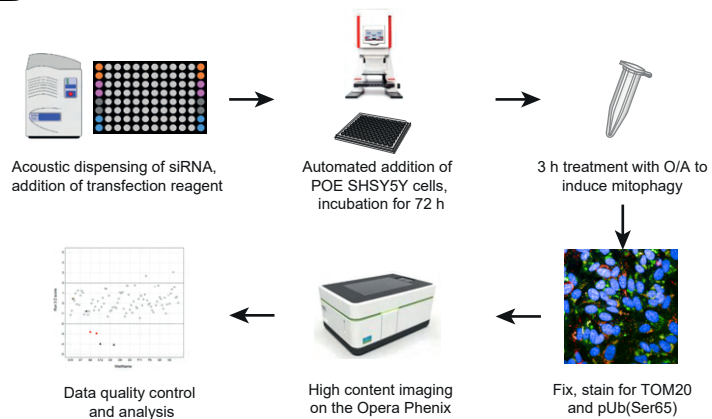 Acoustic dispensing of siRNA,
addition of transfection reagent
Automated addition of
POE SHSY5Y cells,
incubation for 72 h
3 h treatment with O/A to
induce mitophagy
Data quality control
and analysis
High content imaging
on the Opera Phenix
Fix, stain for TOM20
and pUb(Ser65)